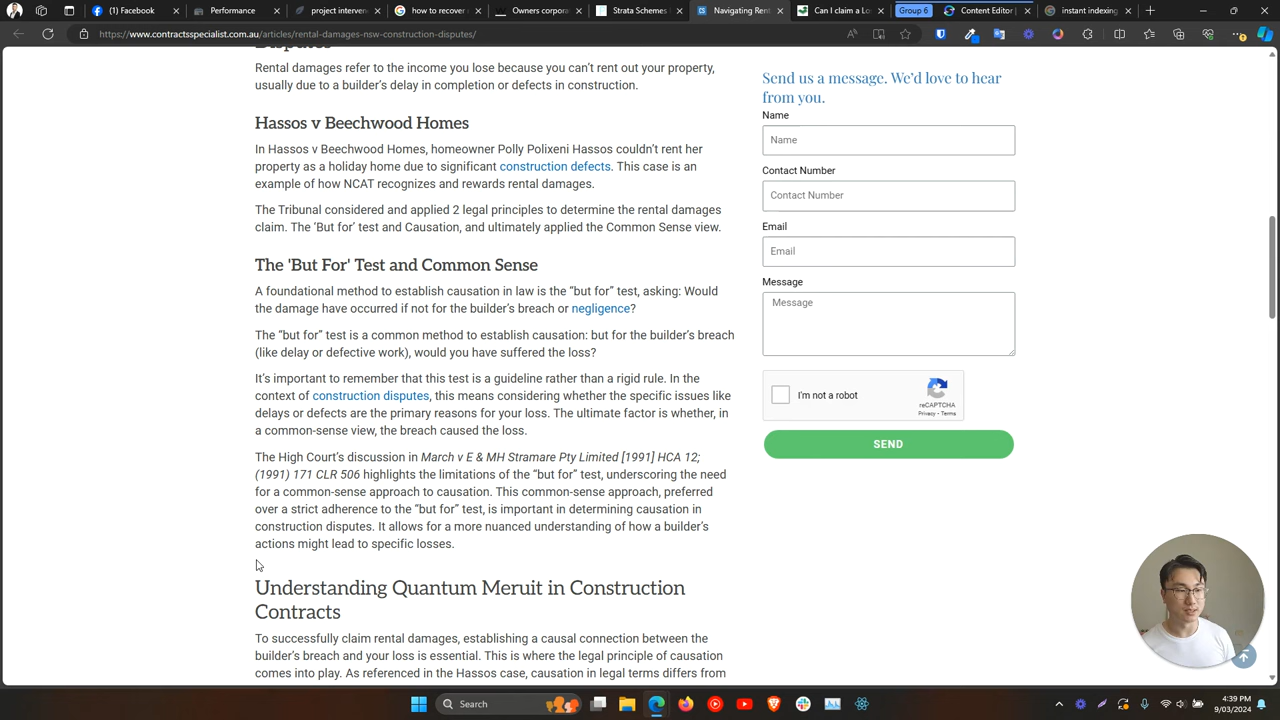 (1) Facebook
Performance
project interven
how to recover
Owners corporat
Strata Schemes
Navigating Rent
Can I claim a Lo
Group 6
Content Editor
instant indexing
https://www.contractsspecialist.com.au/articles/rental-damages-nsw-construction-disputes/
Disputes
Rental damages refer to the income you lose because you can't rent out your property,
usually due to a builder's delay in completion or defects in construction.
Hassos v Beechwood Homes
In Hassos v Beechwood Homes, homeowner Polly Polixeni Hassos couldn't rent her
property as a holiday home due to significant construction defects. This case is an
example of how NCAT recognizes and rewards rental damages.
The Tribunal considered and applied 2 legal principles to determine the rental damages
claim. The 'But for' test and Causation, and ultimately applied the Common Sense view.
The 'But For' Test and Common Sense
A foundational method to establish causation in law is the "but for" test, asking: Would
the damage have occurred if not for the builder's breach or negligence?
The "but for" test is a common method to establish causation: but for the builder's breach
(like delay or defective work), would you have suffered the loss?
It's important to remember that this test is a guideline rather than a rigid rule. In the
context of construction disputes, this means considering whether the specific issues like
delays or defects are the primary reasons for your loss. The ultimate factor is whether, in
a common-sense view, the breach caused the loss.
The High Court's discussion in March v E & MH Stramare Pty Limited [1991] HCA 12;
(1991) 171 CLR 506 highlights the limitations of the "but for" test, underscoring the need
for a common-sense approach to causation. This common-sense approach, preferred
over a strict adherence to the "but for" test, is important in determining causation in
construction disputes. It allows for a more nuanced understanding of how a builder's
actions might lead to specific losses.
Understanding Quantum Meruit in Construction
Contracts
To successfully claim rental damages, establishing a causal connection between the
builder's breach and your loss is essential. This is where the legal principle of causation
comes into play. As referenced in the Hassos case, causation in legal terms differs from
Send us a message. We'd love to hear
from you.
Name
Name
Contact Number
Contact Number
Email
Email
Message
Message
I'm not a robot
reCAPTCHA
Privacy - Terms
SEND
Search
4:39 PM
9/03/2024